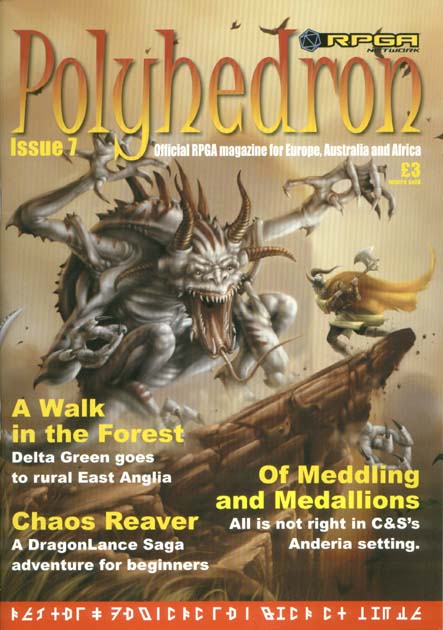 RPGA
NETWORK
Polyhedron
Issue 7
Official RPGA magazine for Europe, Australia and Africa
£3
where sold
A Walk
in the Forest
Delta Green goes
to rural East Anglia
Of Meddling
and Medallions
All is not right in C&S's
Anderia setting.
Chaos Reaver
A DragonLance Saga
adventure for beginners